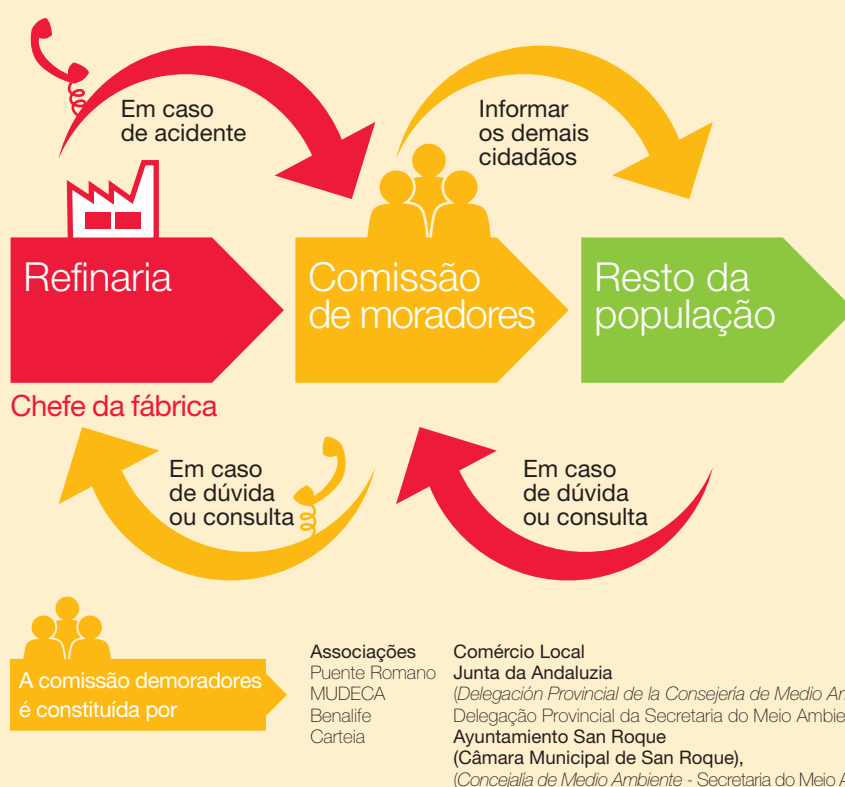 Em caso
de acidente
Informar
os demais
cidadãos
Refinaria
Comissão
de moradores
Resto da
população
Chefe da fábrica
Em caso
de dúvida
ou consulta
Em caso
de dúvida
ou consulta
A comissão demoradores
é constituída por
Associações
Puente Romano
MUDECA
Benalife
Carteia
Comércio Local
Junta da Andaluzia
(Delegación Provincial de la Consejería de Medio
Delegação Provincial da Secretaria do Meio
Ayuntamiento San Roque
(Câmara Municipal de San Roque),
(Concejalía de Medio Ambiente - Secretaria do Meio